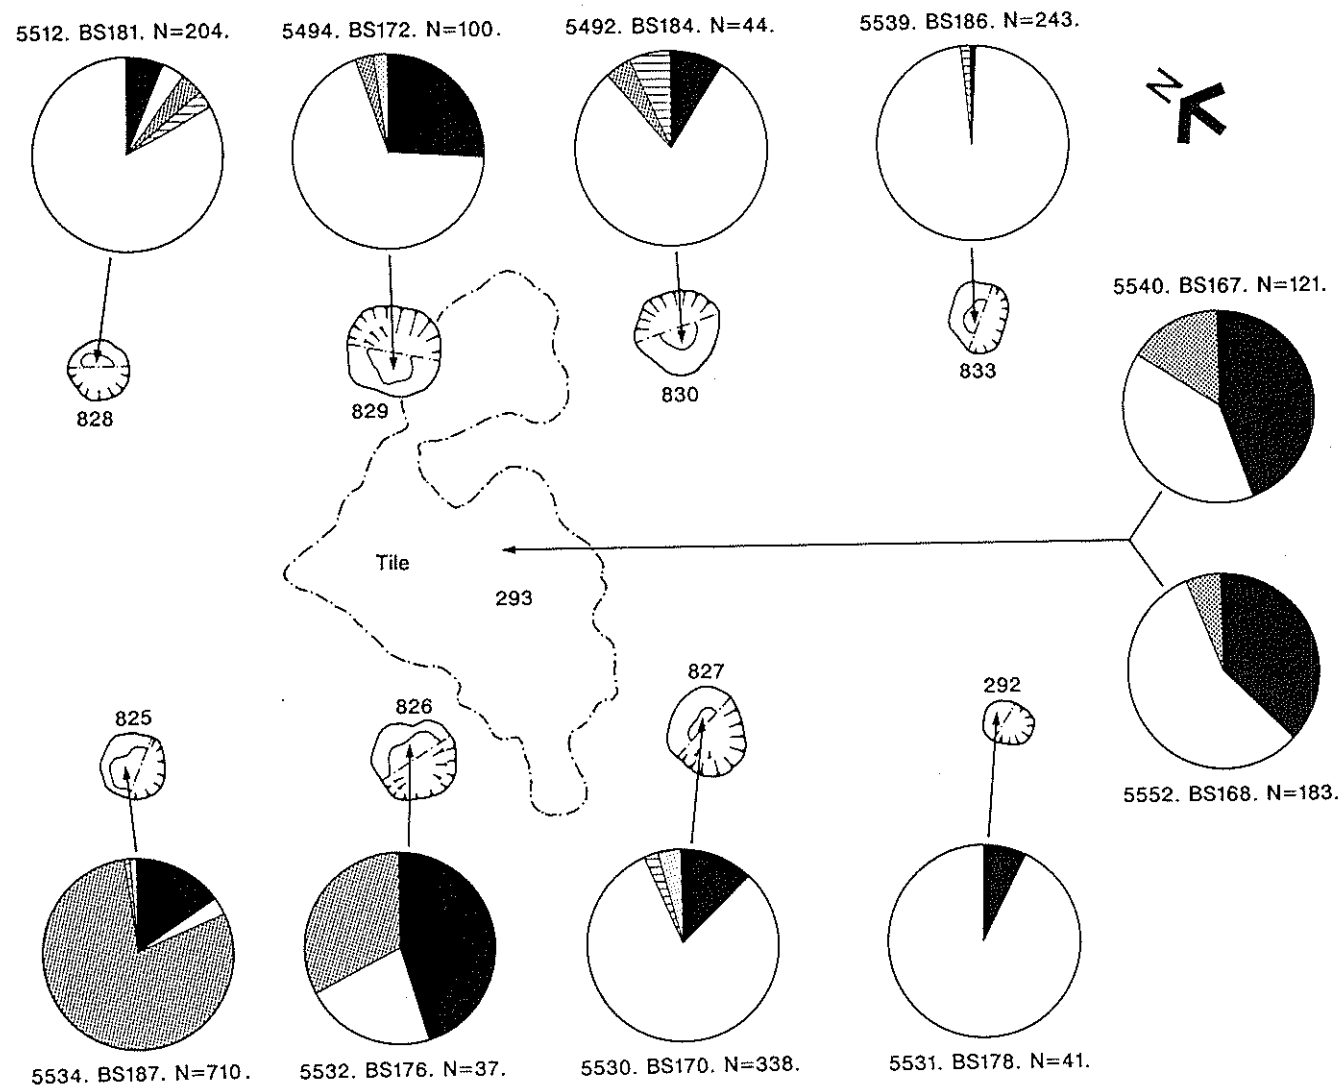 5512. BS181. N=204.
5494. BS172. N=100.
5492. BS184. N=44.
5539. BS186. N=243.
N
5540. BS167. N=121.
828
829
830
833
Tile
293
825
826
827
292
5552. BS168. N=183.
5534. BS187. N=710.
5532. BS176. N=37.
5530. BS170. N=338.
5531. BS178. N=41.